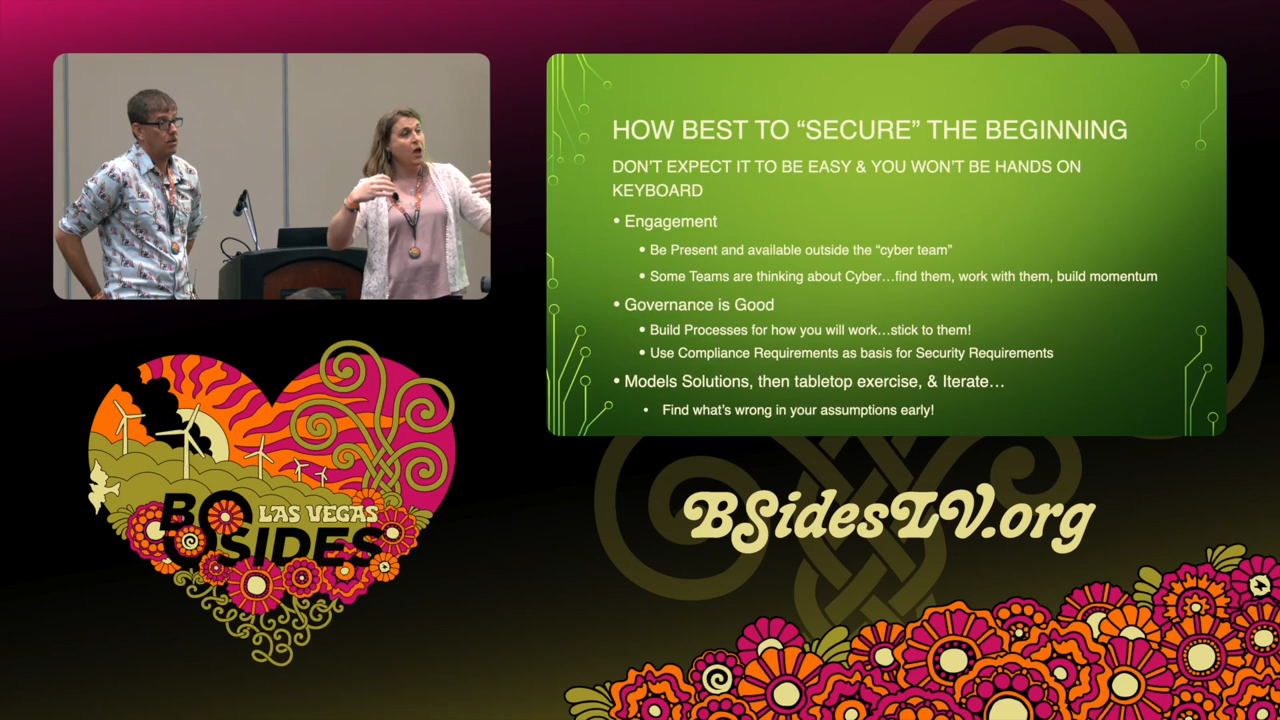 HOW BEST TO “SECURE” THE BEGINNING
DON’T EXPECT IT TO BE EASY & YOU WON’T BE HANDS ON
KEYBOARD
• Engagement
• Be Present and available outside the “cyber team”
• Some Teams are thinking about Cyber…find them, work with them, build momentum
• Governance is Good
• Build Processes for how you will work…stick to them!
• Use Compliance Requirements as basis for Security Requirements
• Models Solutions, then tabletop exercise, & Iterate…
• Find what’s wrong in your assumptions early!
LAS VEGAS
BSIDES
23
BSidesLV.org